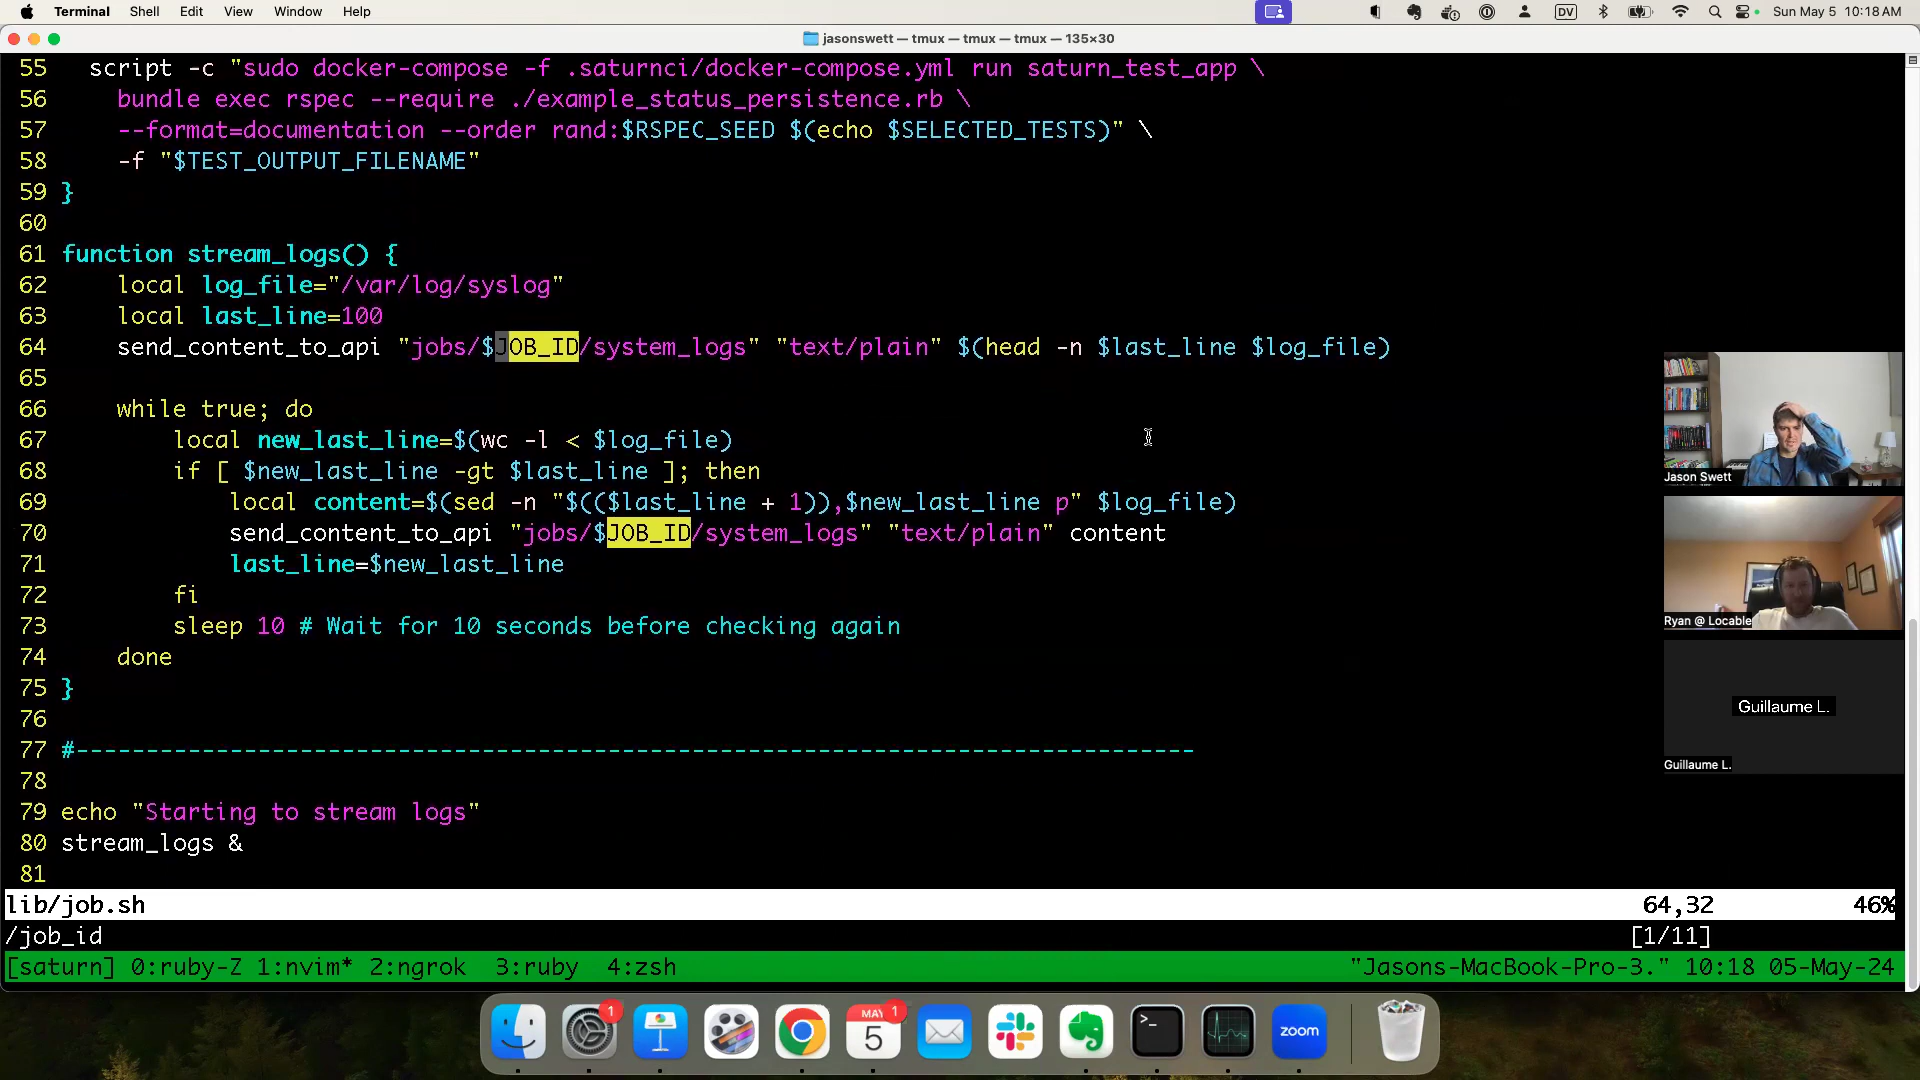 Terminal Shell Edit View Window Help DV Sun May 5 10:18 AM
jasonswett — tmux — tmux — tmux — 135×30
55 script -c "sudo docker-compose -f .saturnci/docker-compose.yml run saturn_test_app \
56 bundle exec rspec --require ./example_status_persistence.rb \
57 --format=documentation --order rand:$RSPEC_SEED $(echo $SELECTED_TESTS)" \
58 -f "$TEST_OUTPUT_FILENAME"
59 }
60
61 function stream_logs() {
62 local log_file="/var/log/syslog"
63 local last_line=100
64 send_content_to_api "jobs/$JOB_ID/system_logs" "text/plain" $(head -n $last_line $log_file)
65
66 while true; do
67 local new_last_line=$(wc -l < $log_file)
68 if [ $new_last_line -gt $last_line ]; then
69 local content=$(sed -n "$(($last_line + 1)),$new_last_line p" $log_file)
70 send_content_to_api "jobs/$JOB_ID/system_logs" "text/plain" content
71 last_line=$new_last_line
72 fi
73 sleep 10 # Wait for 10 seconds before checking again
74 done
75 }
76
77 #--------------------------------------------------------------------------------
78
79 echo "Starting to stream logs"
80 stream_logs &
81
lib/job.sh 64,32 46%
/job_id [1/11]
[saturn] 0:ruby-Z 1:nvim* 2:ngrok 3:ruby 4:zsh "Jasons-MacBook-Pro-3." 10:18 05-May-24
Jason Swett
Ryan @ Locable
Guillaume L.
Guillaume L.
1
MAY
5
1
>_
zoom